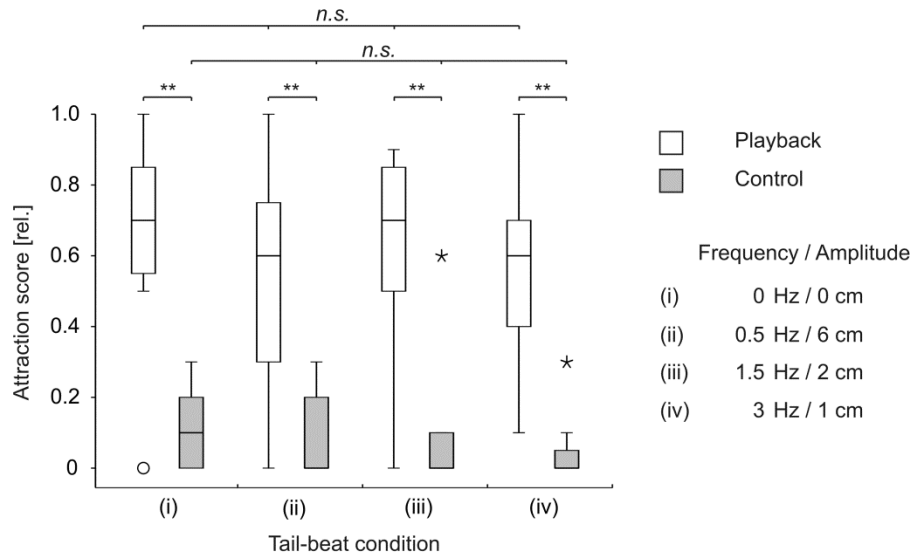 n.s.
n.s.
** ** ** **
1.0
0.8
0.6
0.4
0.2
0
Attraction score [rel.]
(i) (ii) (iii) (iv)
Tail-beat condition
Playback
Control
Frequency / Amplitude
(i) 0 Hz / 0 cm
(ii) 0.5 Hz / 6 cm
(iii) 1.5 Hz / 2 cm
(iv) 3 Hz / 1 cm